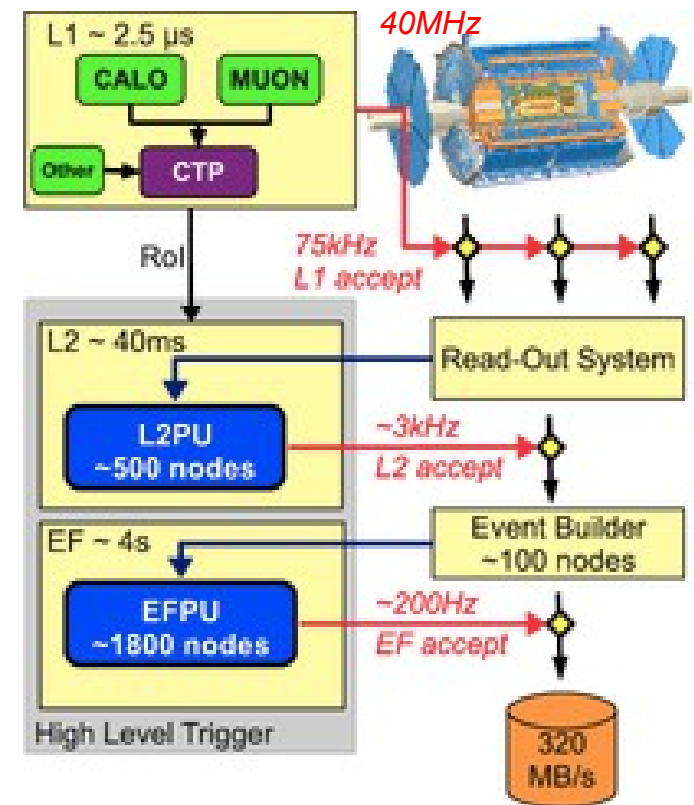 L1 ~ 2.5 µs
40MHz
CALO
MUON
Other
CTP
RoI
75kHz
L1 accept
L2 ~ 40ms
Read-Out System
L2PU
~500 nodes
~3kHz
L2 accept
EF ~ 4s
Event Builder
~100 nodes
EFPU
~1800 nodes
~200Hz
EF accept
High Level Trigger
320
MB/s